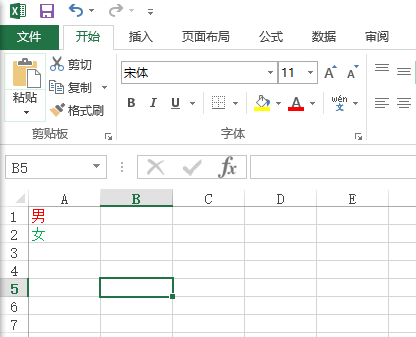 文件 开始 插入 页面布局 公式 数据 审阅
剪切
复制
格式刷
粘贴
宋体 11 A A
B I U A wén 文
剪贴板 字体
B5 fx
A B C D E
1 男
2 女
3
4
5
6
7